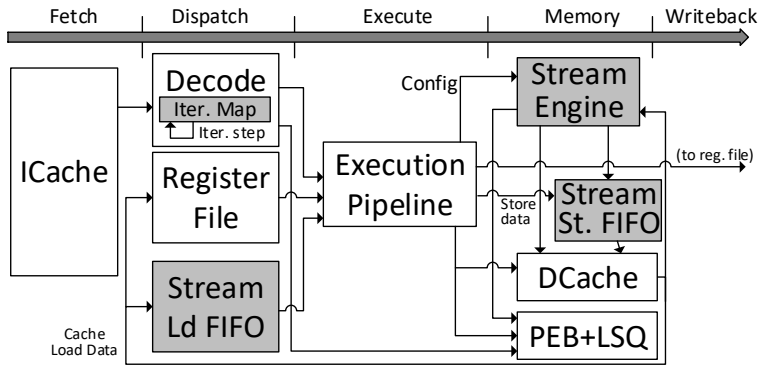 Fetch
Dispatch
Execute
Memory
Writeback
ICache
Decode
Iter. Map
Iter. step
Register
File
Stream
Ld FIFO
Cache
Load Data
Execution
Pipeline
Config
Stream
Engine
(to reg. file)
Store
data
Stream
St. FIFO
DCache
PEB+LSQ